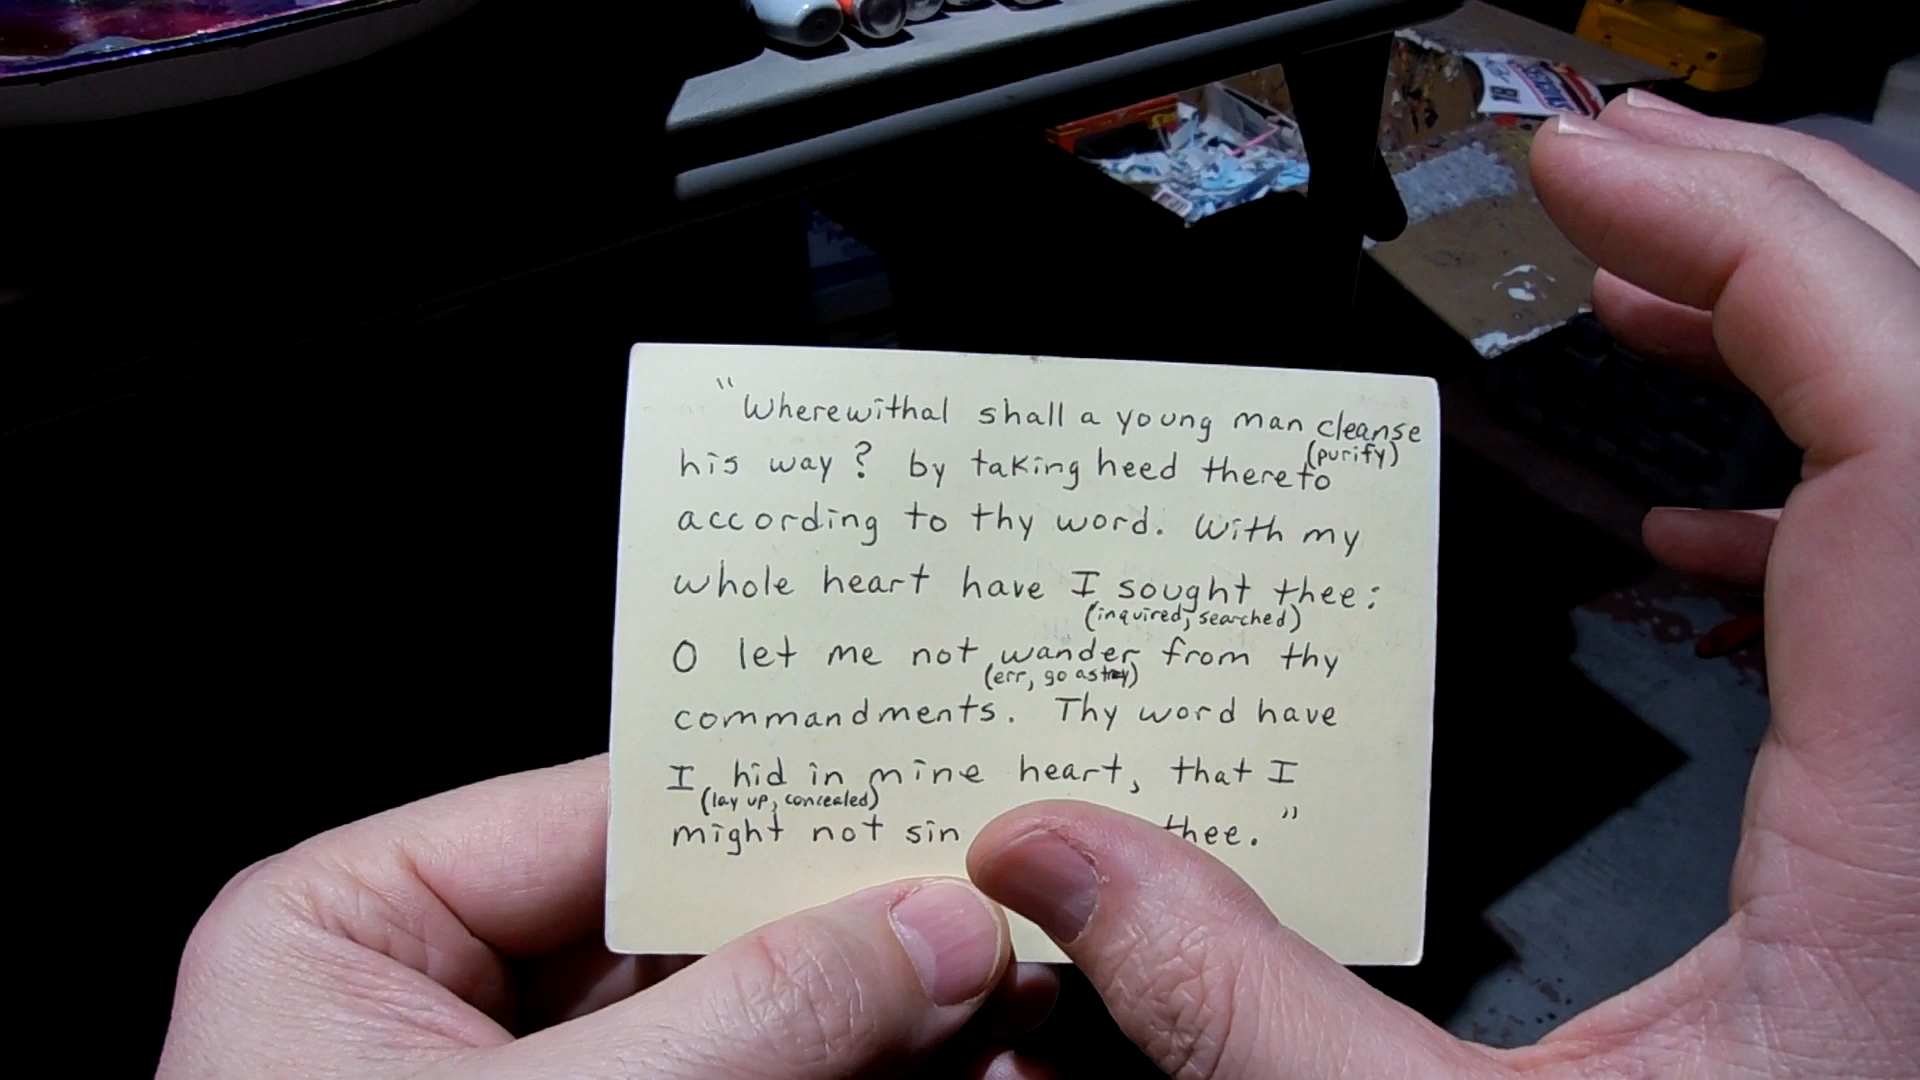 "Wherewithal shall a young man cleanse
(purify)
his way? by taking heed thereto
according to thy word. With my
whole heart have I sought thee:
(inquired, searched)
O let me not wander from thy
(err, go astray)
commandments. Thy word have
I hid in mine heart, that I
(lay up, concealed)
might not sin thee."